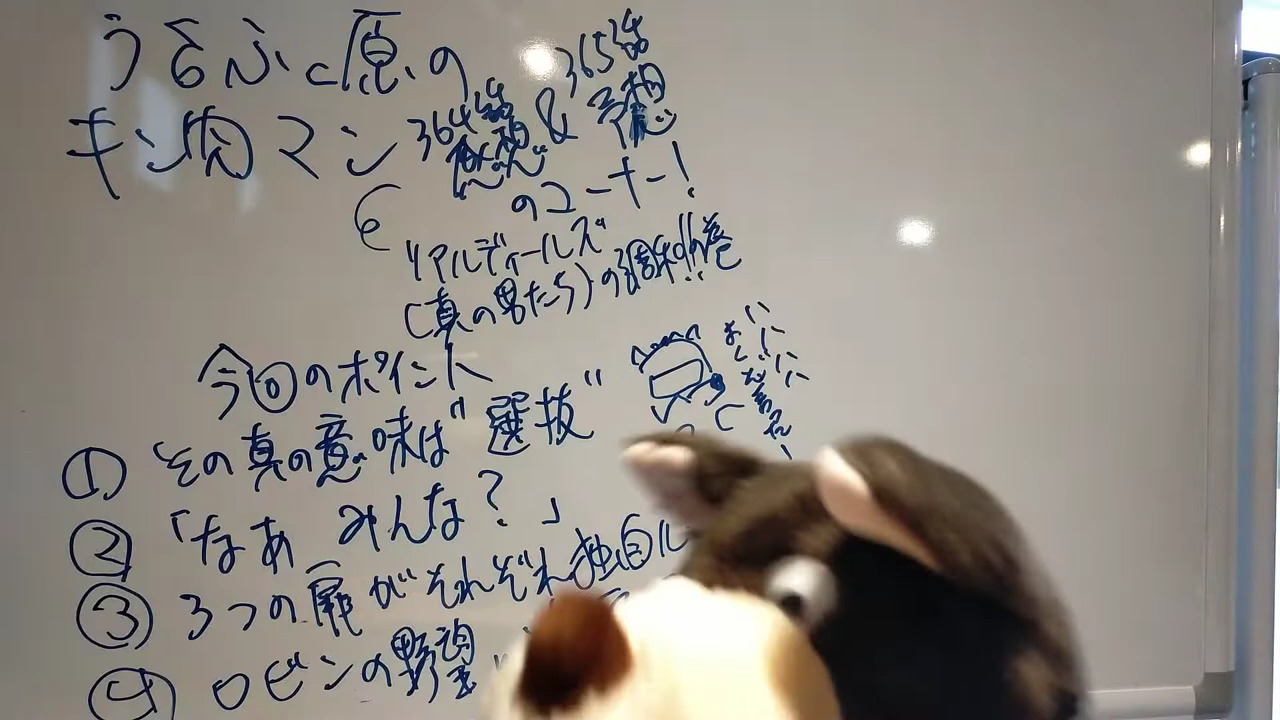 うるふ原の
キン肉マン364話感想&365話予想
のコーナー!
リアルディールズ
(真の男たち)の週刊!!の巻
今回のポイント
① その真の意味は"選抜"
②「なあ みんな?」
③ 3つの扉がそれぞれ独自ル
④ ロビンの野望